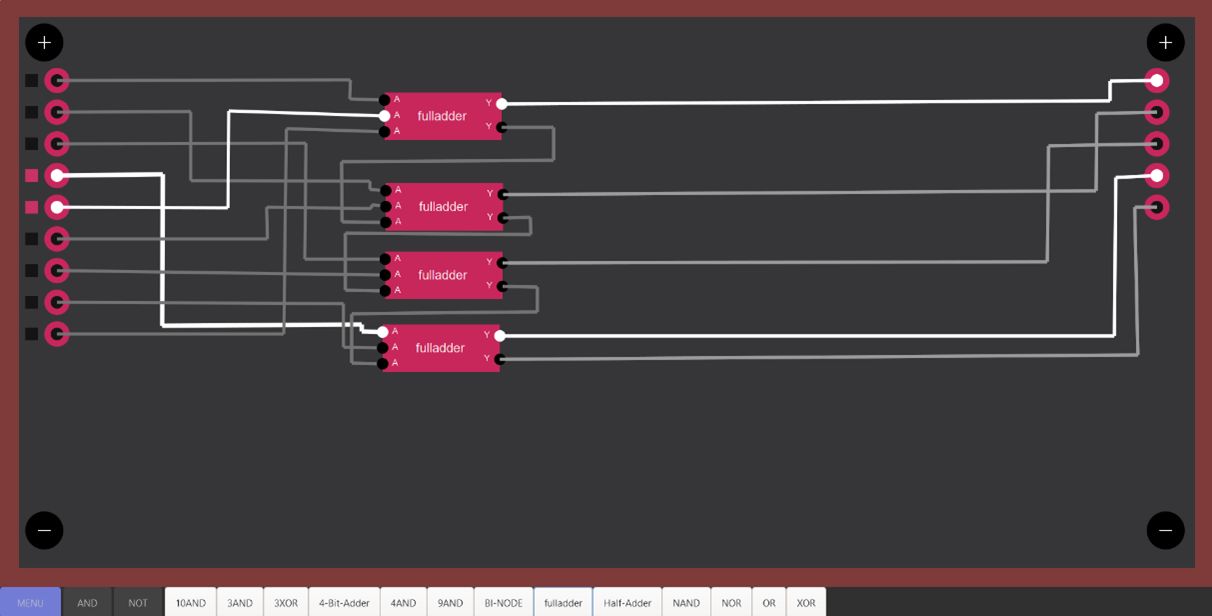 +
+
A
A fulladder
A
Y
Y
A
A fulladder
A
Y
Y
A
A fulladder
A
Y
Y
A
A fulladder
A
Y
Y
−
−
MENU AND NOT 10AND 3AND 3XOR 4-Bit-Adder 4AND 9AND BI-NODE fulladder Half-Adder NAND NOR OR XOR